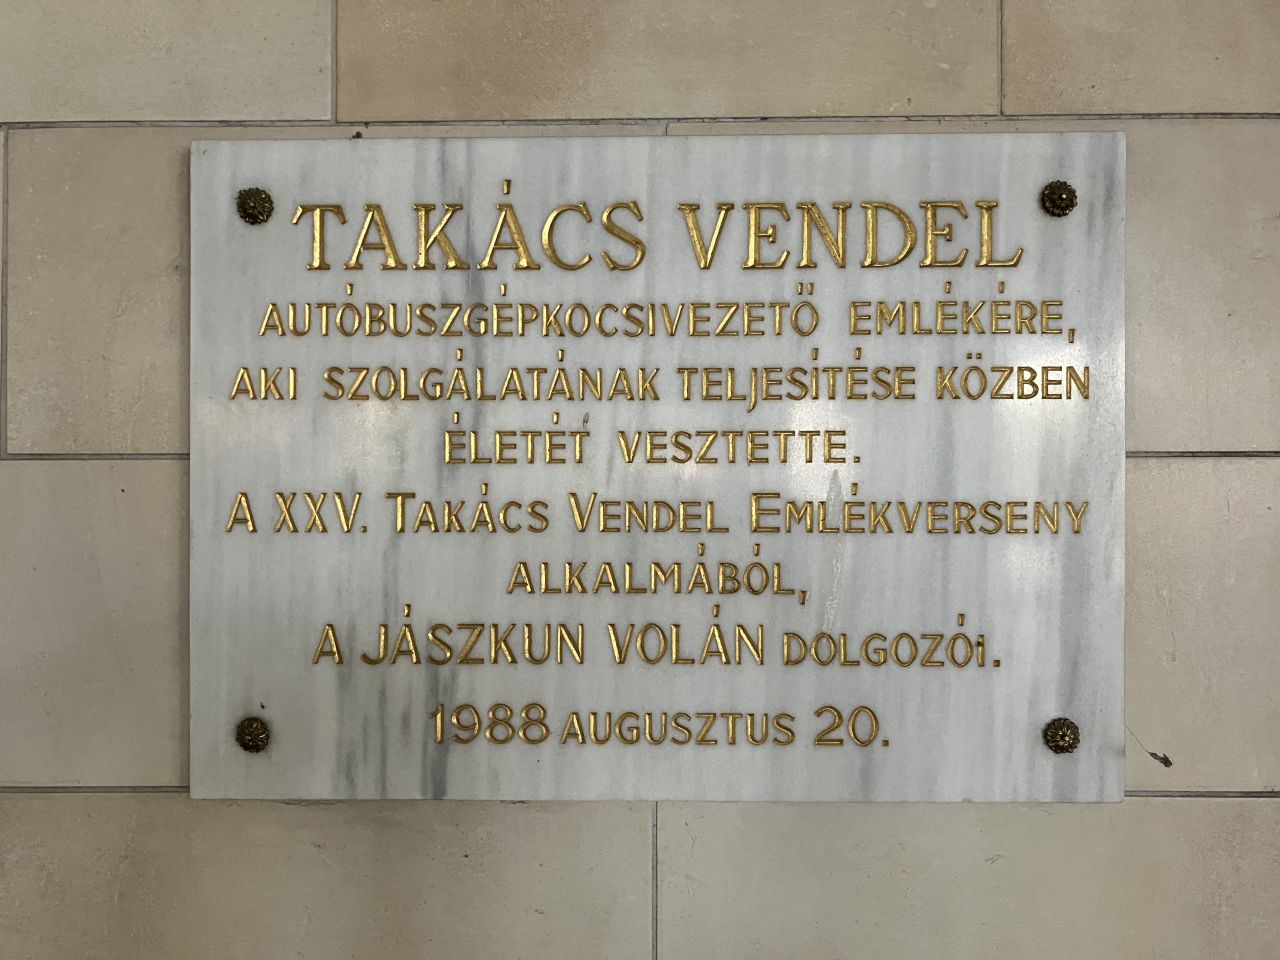 TAKÁCS VENDEL
AUTÓBUSZGÉPKOCSIVEZETŐ EMLÉKÉRE,
AKI SZOLGÁLATÁNAK TELJESÍTÉSE KÖZBEN
ÉLETÉT VESZTETTE.
A XXV. TAKÁCS VENDEL EMLÉKVERSENY
ALKALMÁBÓL,
A JÁSZKUN VOLÁN DOLGOZÓI.
1988 AUGUSZTUS 20.